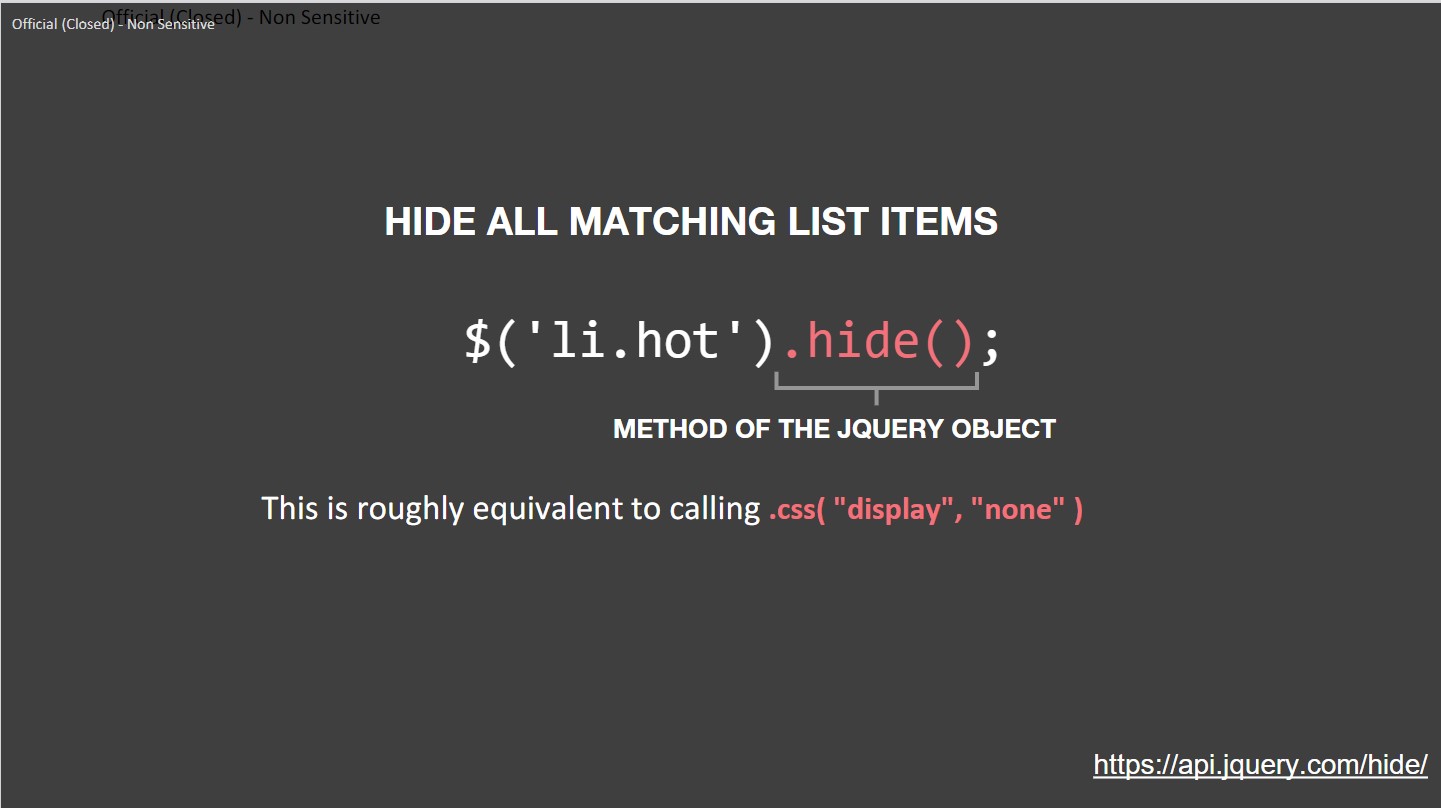 Official (Closed) - Non Sensitive
Official (Closed) - Non Sensitive
HIDE ALL MATCHING LIST ITEMS
$('li.hot').hide();
METHOD OF THE JQUERY OBJECT
This is roughly equivalent to calling .css( "display", "none" )
https://api.jquery.com/hide/